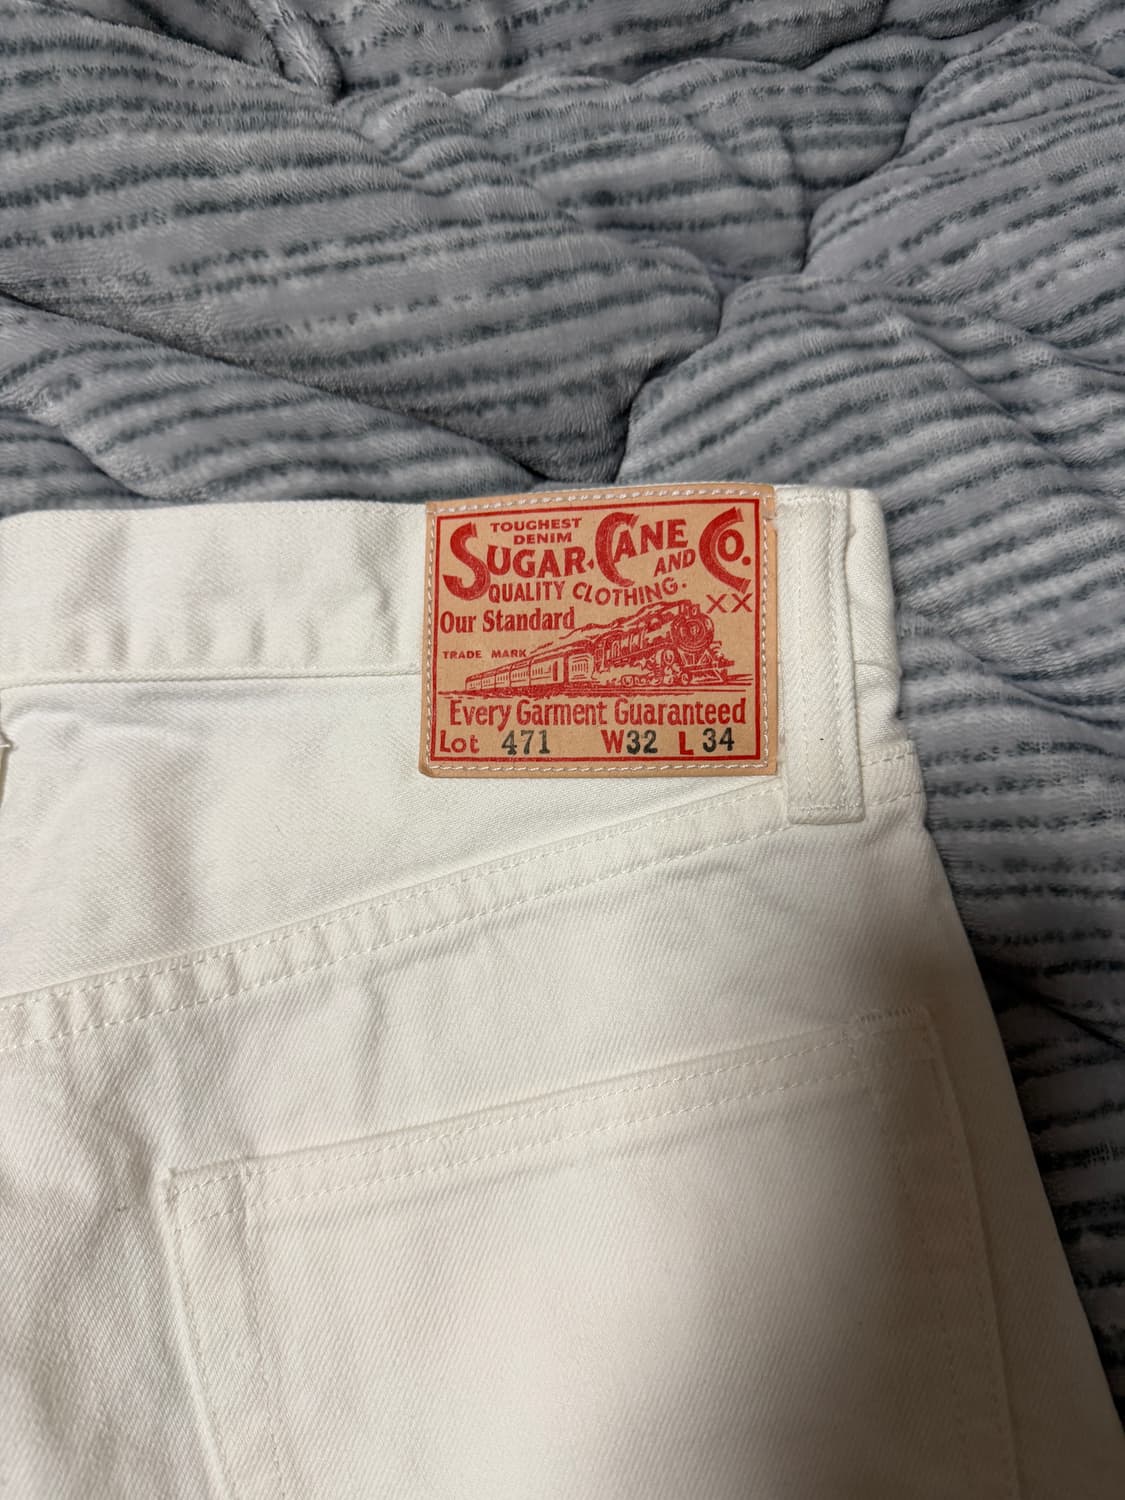 TOUGHEST
DENIM
SUGAR CANE AND CO.
QUALITY CLOTHING.
XX
Our Standard
TRADE MARK
Every Garment Guaranteed
Lot 471 W32 L 34